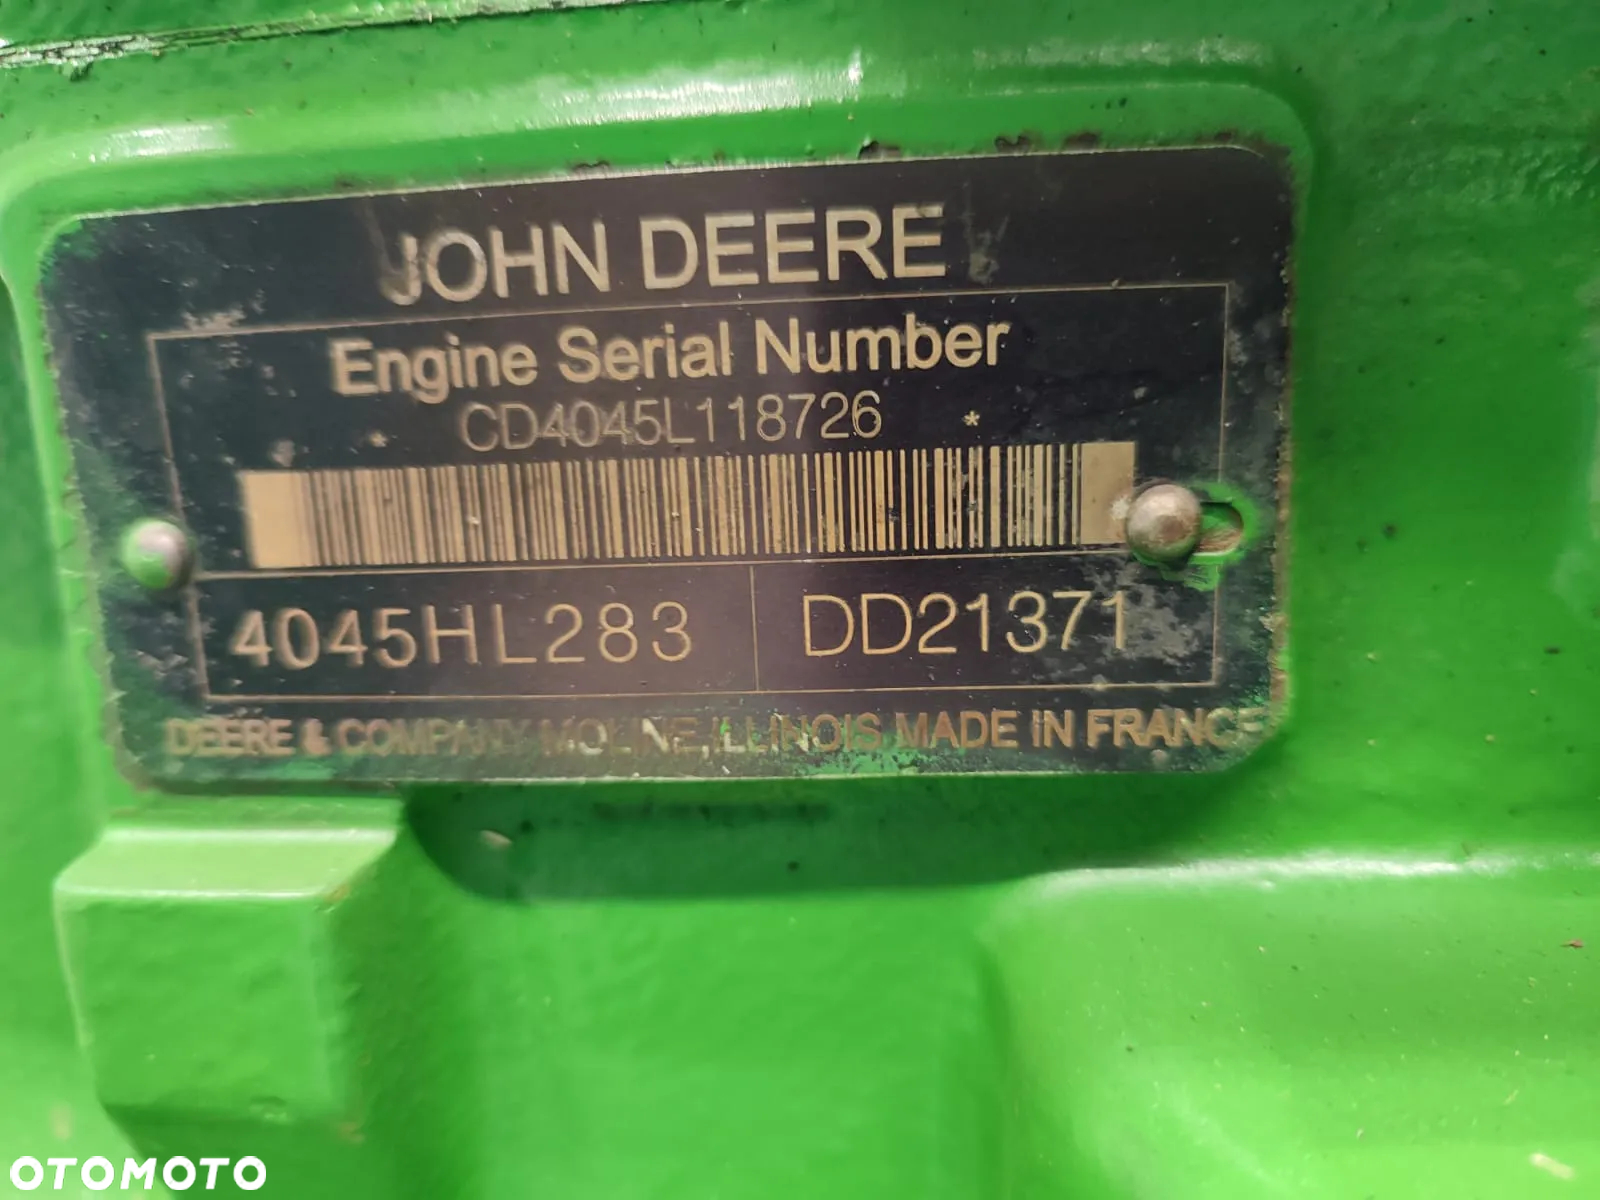 JOHN DEERE
Engine Serial Number
* CD4045L118726 *
4045HL283 DD21371
DEERE & COMPANY MOLINE, ILLINOIS MADE IN FRANCE
OTOMOTO